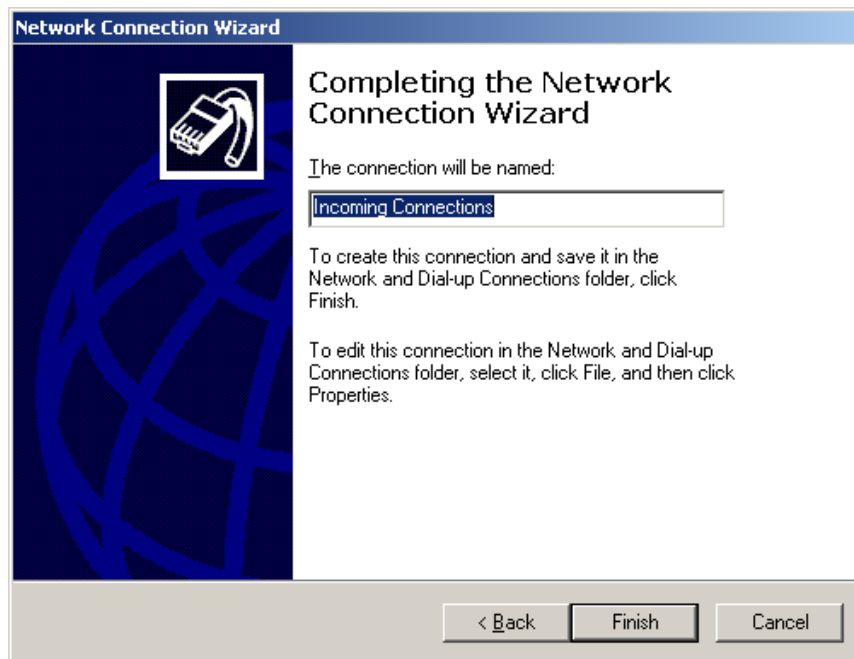 Network Connection Wizard
Completing the Network
Connection Wizard
The connection will be named:
Incoming Connections
To create this connection and save it in the
Network and Dial-up Connections folder, click
Finish.
To edit this connection in the Network and Dial-up
Connections folder, select it, click File, and then click
Properties.
< Back
Finish
Cancel